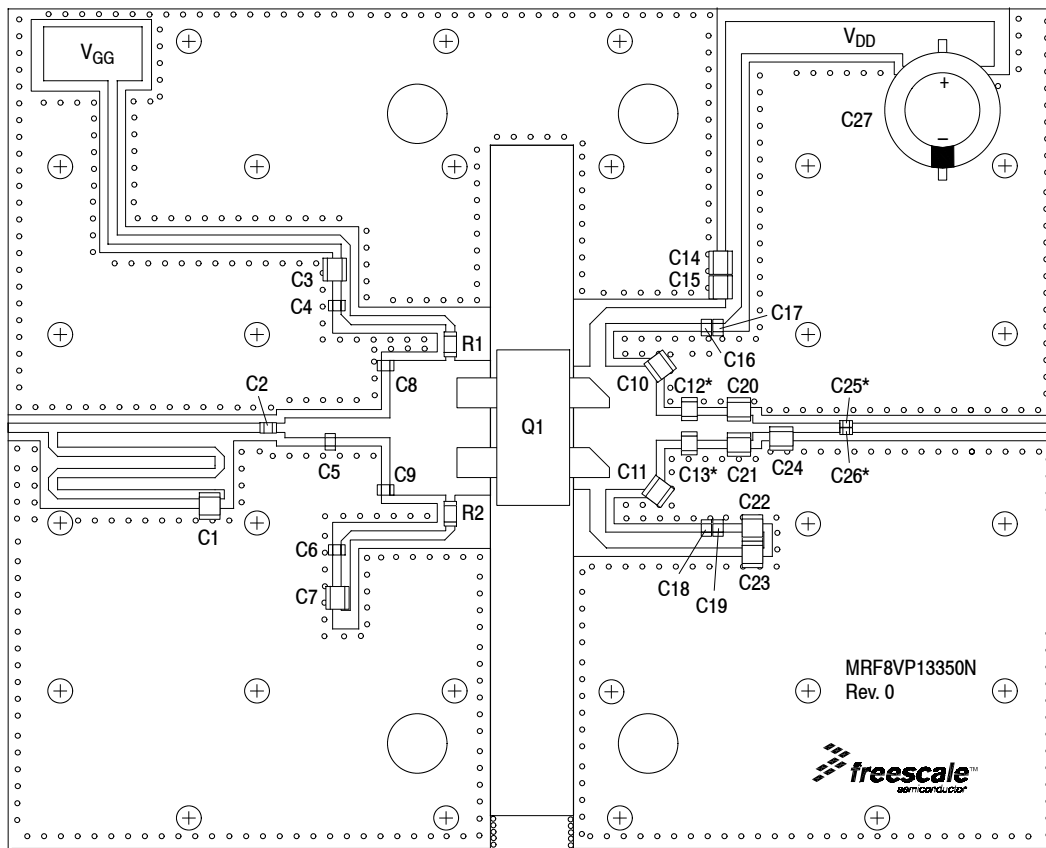 VGG
VDD
C27
+
–
C3
C4
C14
C15
C17
R1
C16
C8
C2
C10
C12*
C20
C25*
Q1
C5
C9
C11
C13*
C21
C24
C26*
C1
R2
C22
C6
C18
C19
C23
C7
MRF8VP13350N
Rev. 0
freescale™
semiconductor